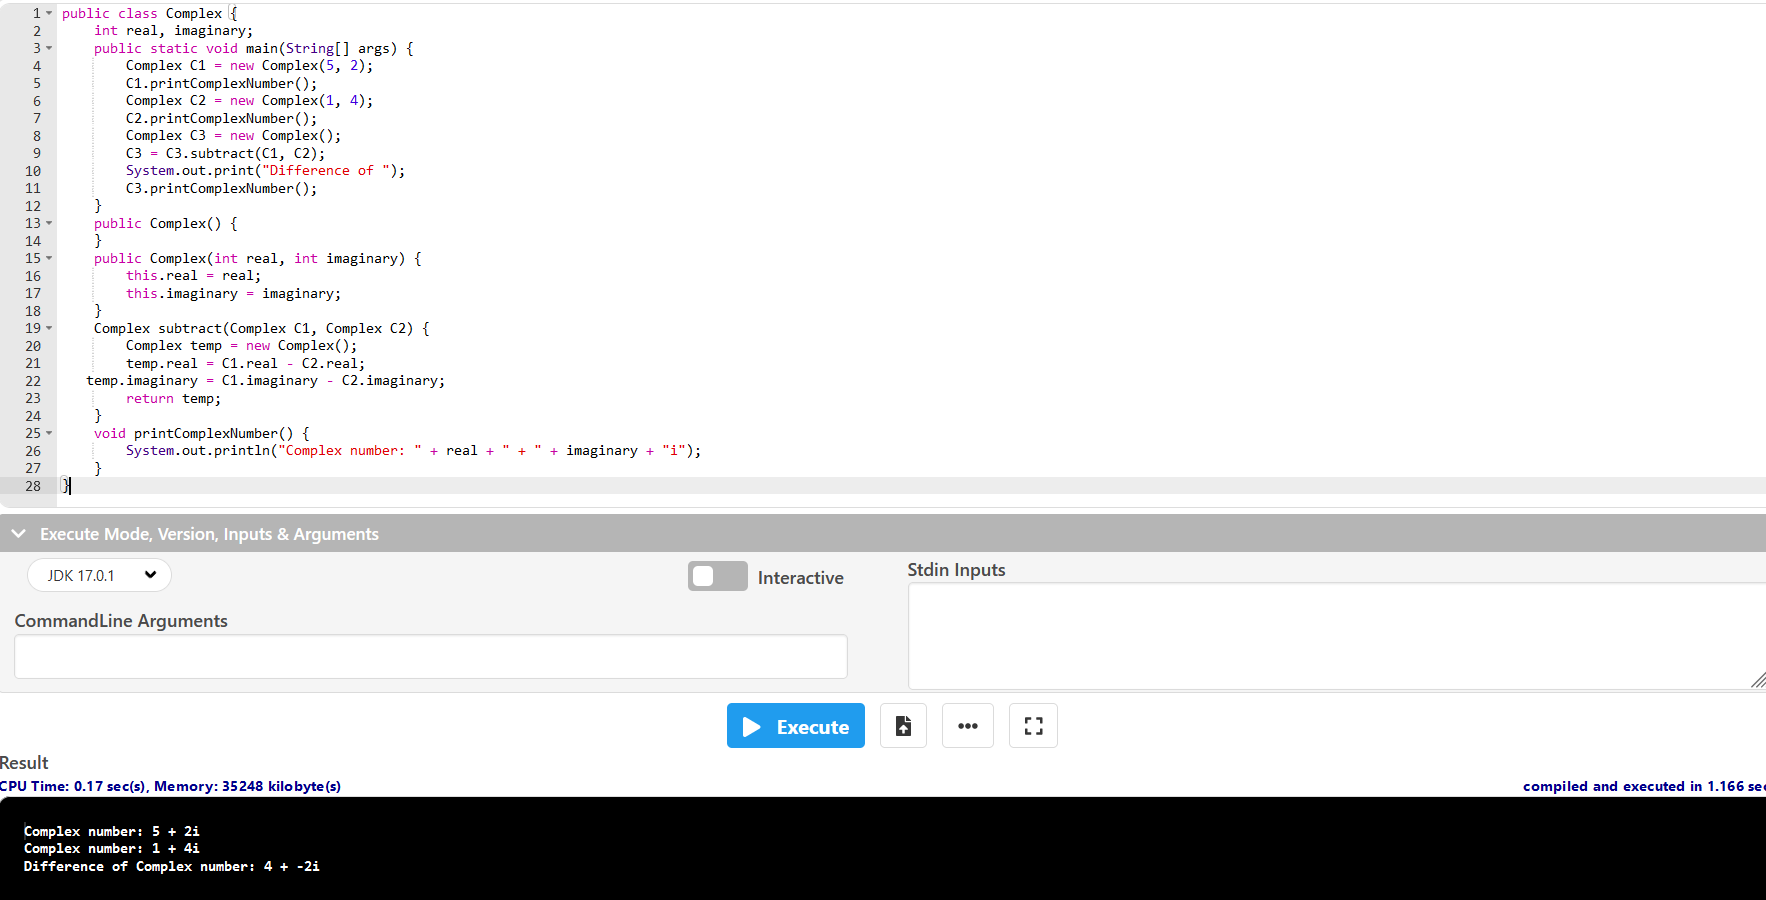 1 public class Complex {
2     int real, imaginary;
3     public static void main(String[] args) {
4         Complex C1 = new Complex(5, 2);
5         C1.printComplexNumber();
6         Complex C2 = new Complex(1, 4);
7         C2.printComplexNumber();
8         Complex C3 = new Complex();
9         C3 = C3.subtract(C1, C2);
10         System.out.print("Difference of ");
11         C3.printComplexNumber();
12     }
13     public Complex() {
14     }
15     public Complex(int real, int imaginary) {
16         this.real = real;
17         this.imaginary = imaginary;
18     }
19     Complex subtract(Complex C1, Complex C2) {
20         Complex temp = new Complex();
21         temp.real = C1.real - C2.real;
22    temp.imaginary = C1.imaginary - C2.imaginary;
23         return temp;
24     }
25     void printComplexNumber() {
26         System.out.println("Complex number: " + real + " + " + imaginary + "i");
27     }
28 }
Execute Mode, Version, Inputs & Arguments
JDK 17.0.1
Interactive
Stdin Inputs
CommandLine Arguments
Execute
Result
CPU Time: 0.17 sec(s), Memory: 35248 kilobyte(s)
compiled and executed in 1.166 sec
Complex number: 5 + 2i
Complex number: 1 + 4i
Difference of Complex number: 4 + -2i